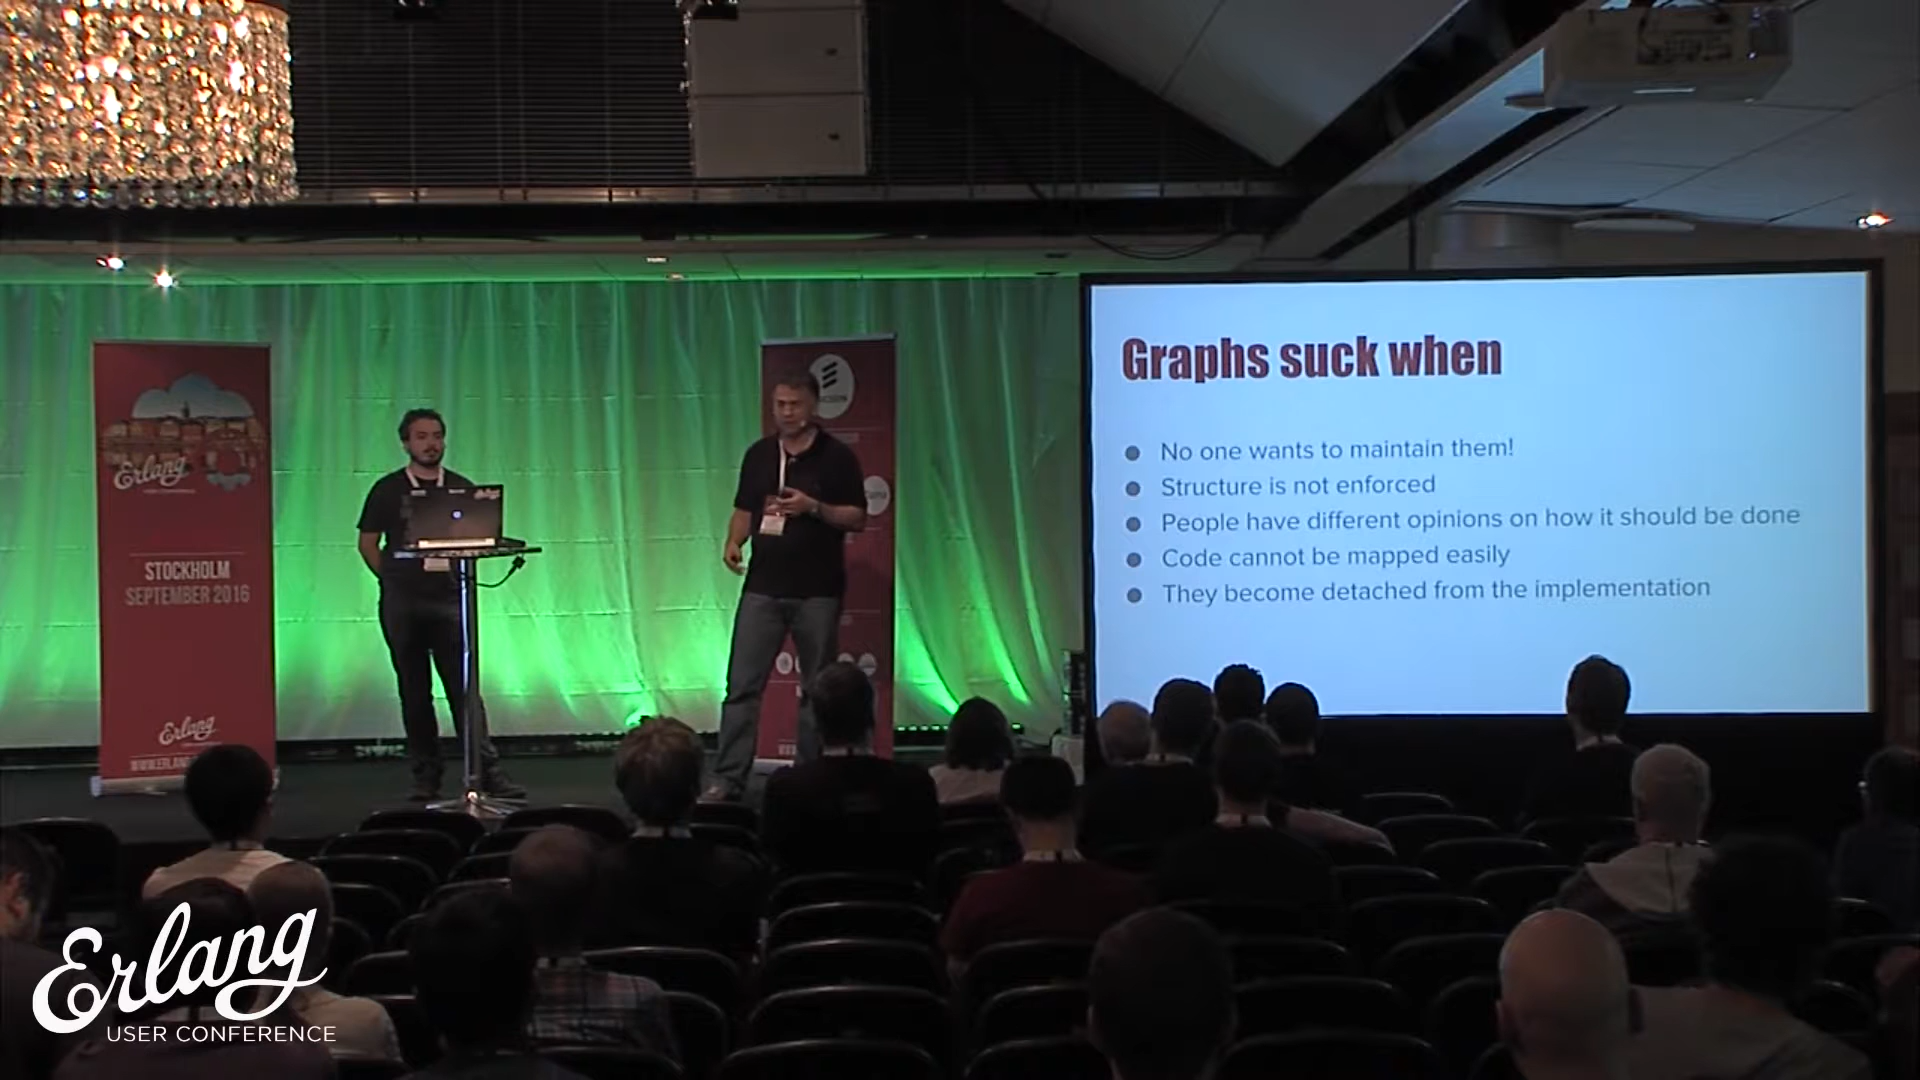 Graphs suck when
No one wants to maintain them!
Structure is not enforced
People have different opinions on how it should be done
Code cannot be mapped easily
They become detached from the implementation
Erlang
USER CONFERENCE
STOCKHOLM
SEPTEMBER 2016
Erlang
Erlang
USER CONFERENCE